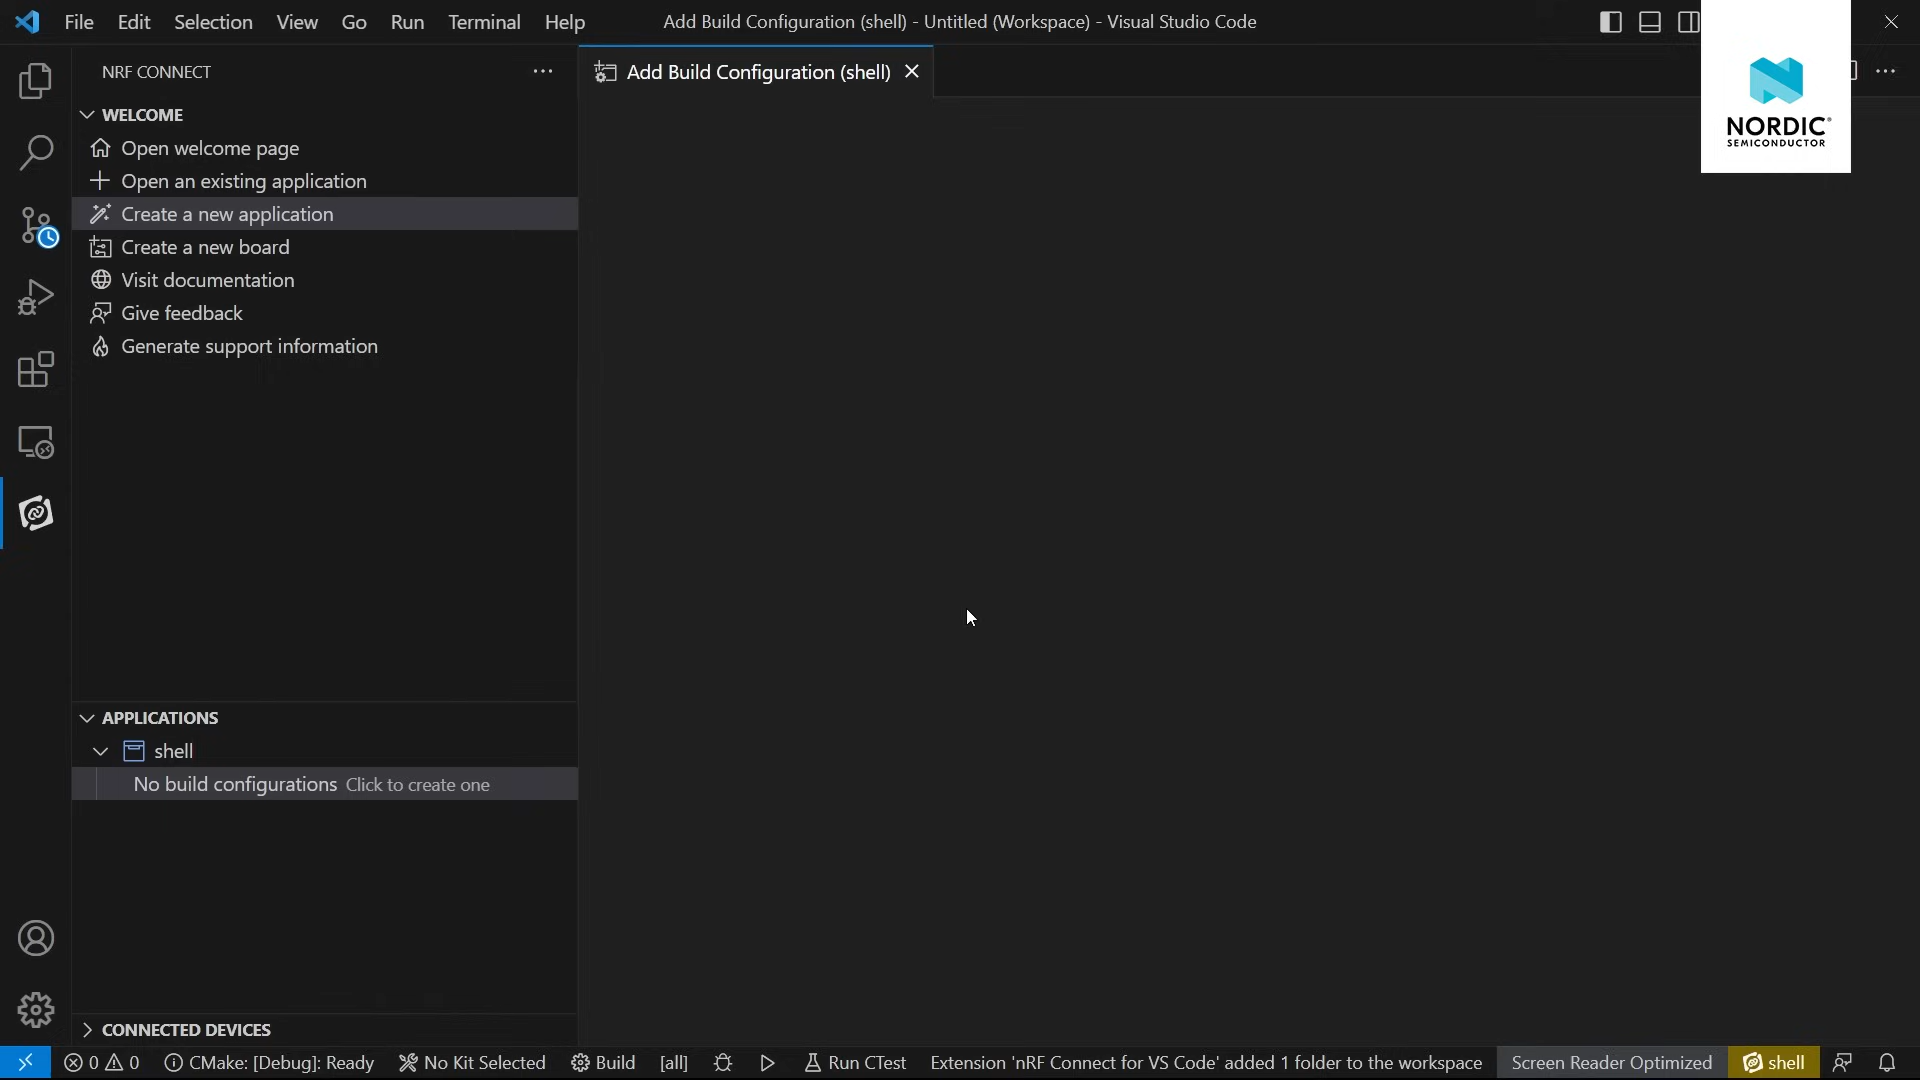 File Edit Selection View Go Run Terminal Help
Add Build Configuration (shell) - Untitled (Workspace) - Visual Studio Code
NRF CONNECT
Add Build Configuration (shell)
NORDIC®
SEMICONDUCTOR
WELCOME
Open welcome page
Open an existing application
Create a new application
Create a new board
Visit documentation
Give feedback
Generate support information
APPLICATIONS
shell
No build configurations Click to create one
CONNECTED DEVICES
0 0 CMake: [Debug]: Ready No Kit Selected Build [all] Run CTest Extension 'nRF Connect for VS Code' added 1 folder to the workspace Screen Reader Optimized shell